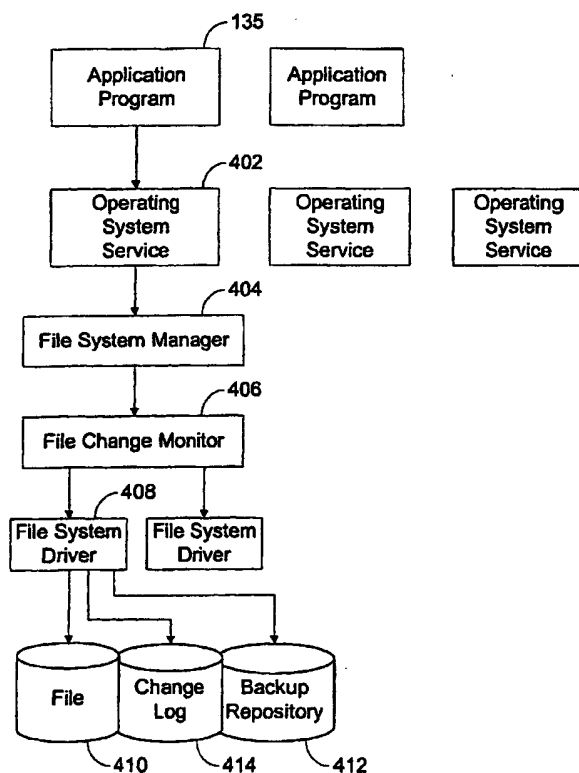 135
Application
Program
Application
Program
402
Operating
System
Service
Operating
System
Service
Operating
System
Service
404
File System Manager
406
File Change Monitor
408
File System
Driver
File System
Driver
File
Change
Log
Backup
Repository
410
414
412